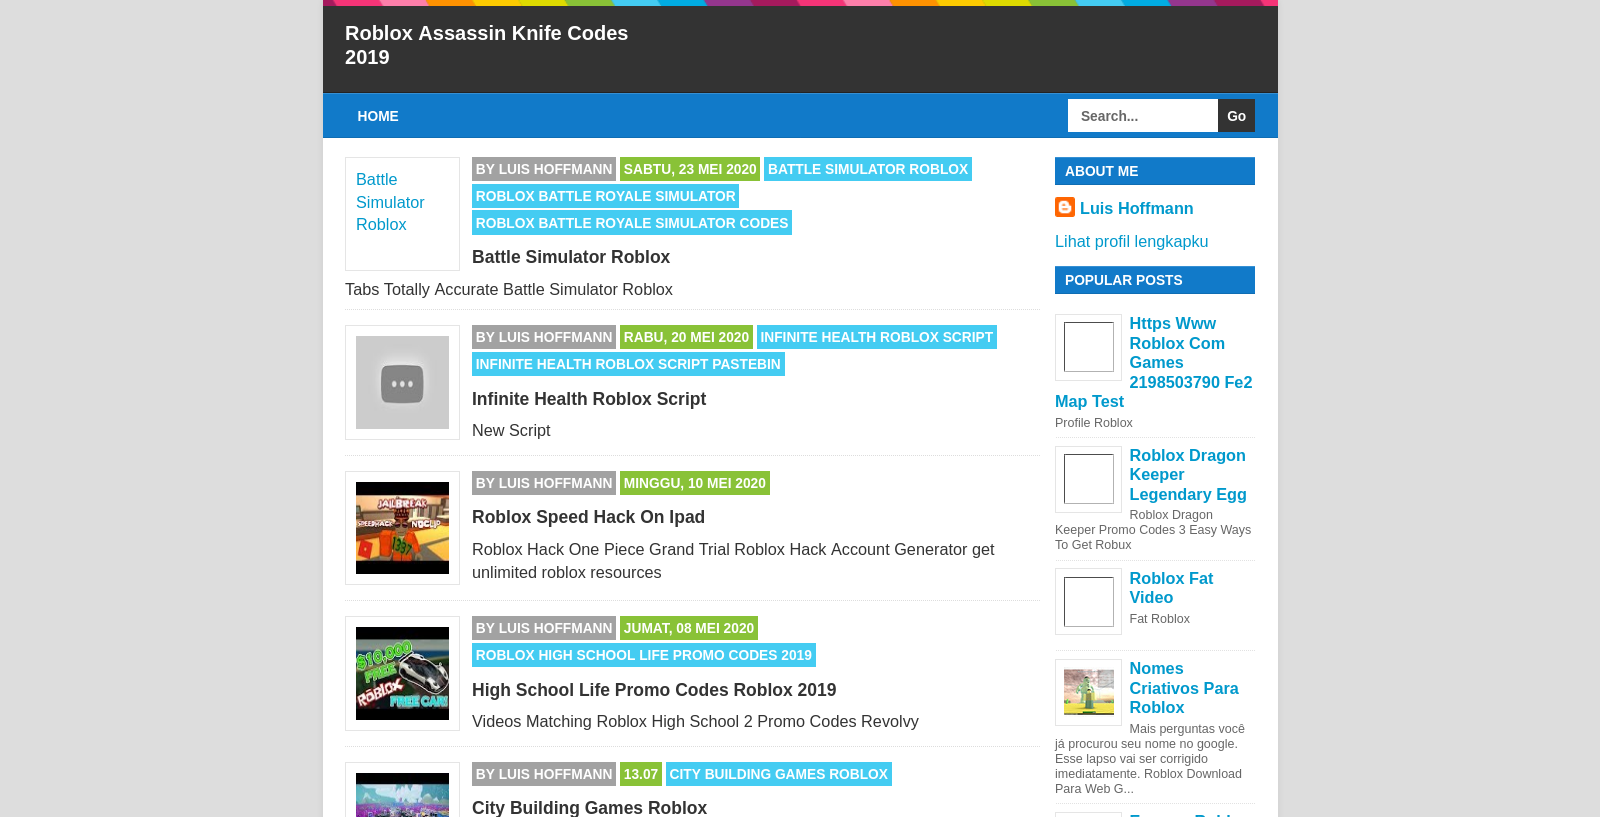 Roblox Assassin Knife Codes
2019
HOME
Search...
Go
Battle
Simulator
Roblox
BY LUIS HOFFMANN SABTU, 23 MEI 2020 BATTLE SIMULATOR ROBLOX
ROBLOX BATTLE ROYALE SIMULATOR
ROBLOX BATTLE ROYALE SIMULATOR CODES
Battle Simulator Roblox
Tabs Totally Accurate Battle Simulator Roblox
BY LUIS HOFFMANN RABU, 20 MEI 2020 INFINITE HEALTH ROBLOX SCRIPT
INFINITE HEALTH ROBLOX SCRIPT PASTEBIN
Infinite Health Roblox Script
New Script
JAILBREAK
SPEEDHACK NOCLIP
1337
BY LUIS HOFFMANN MINGGU, 10 MEI 2020
Roblox Speed Hack On Ipad
Roblox Hack One Piece Grand Trial Roblox Hack Account Generator get
unlimited roblox resources
$10,000
FREE
ROBLOX
FREE CAR!
BY LUIS HOFFMANN JUMAT, 08 MEI 2020
ROBLOX HIGH SCHOOL LIFE PROMO CODES 2019
High School Life Promo Codes Roblox 2019
Videos Matching Roblox High School 2 Promo Codes Revolvy
BY LUIS HOFFMANN 13.07 CITY BUILDING GAMES ROBLOX
City Building Games Roblox
ABOUT ME
Luis Hoffmann
Lihat profil lengkapku
POPULAR POSTS
Https Www
Roblox Com
Games
2198503790 Fe2
Map Test
Profile Roblox
Roblox Dragon
Keeper
Legendary Egg
Roblox Dragon
Keeper Promo Codes 3 Easy Ways
To Get Robux
Roblox Fat
Video
Fat Roblox
Nomes
Criativos Para
Roblox
Mais perguntas você
já procurou seu nome no google.
Esse lapso vai ser corrigido
imediatamente. Roblox Download
Para Web G...